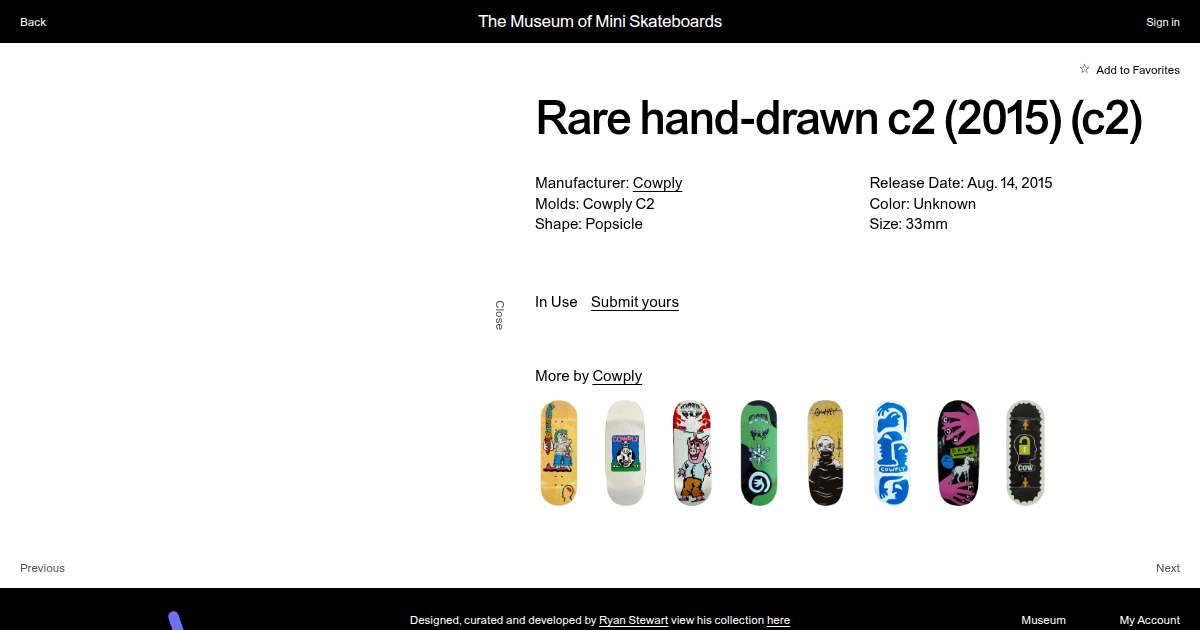 Back
The Museum of Mini Skateboards
Sign in
☆ Add to Favorites
Rare hand-drawn c2 (2015) (c2)
Manufacturer: Cowply
Molds: Cowply C2
Shape: Popsicle
Release Date: Aug. 14, 2015
Color: Unknown
Size: 33mm
Close
In Use Submit yours
More by Cowply
COWPLY
COWPLY
COW
Previous
Next
Designed, curated and developed by Ryan Stewart view his collection here
Museum
My Account